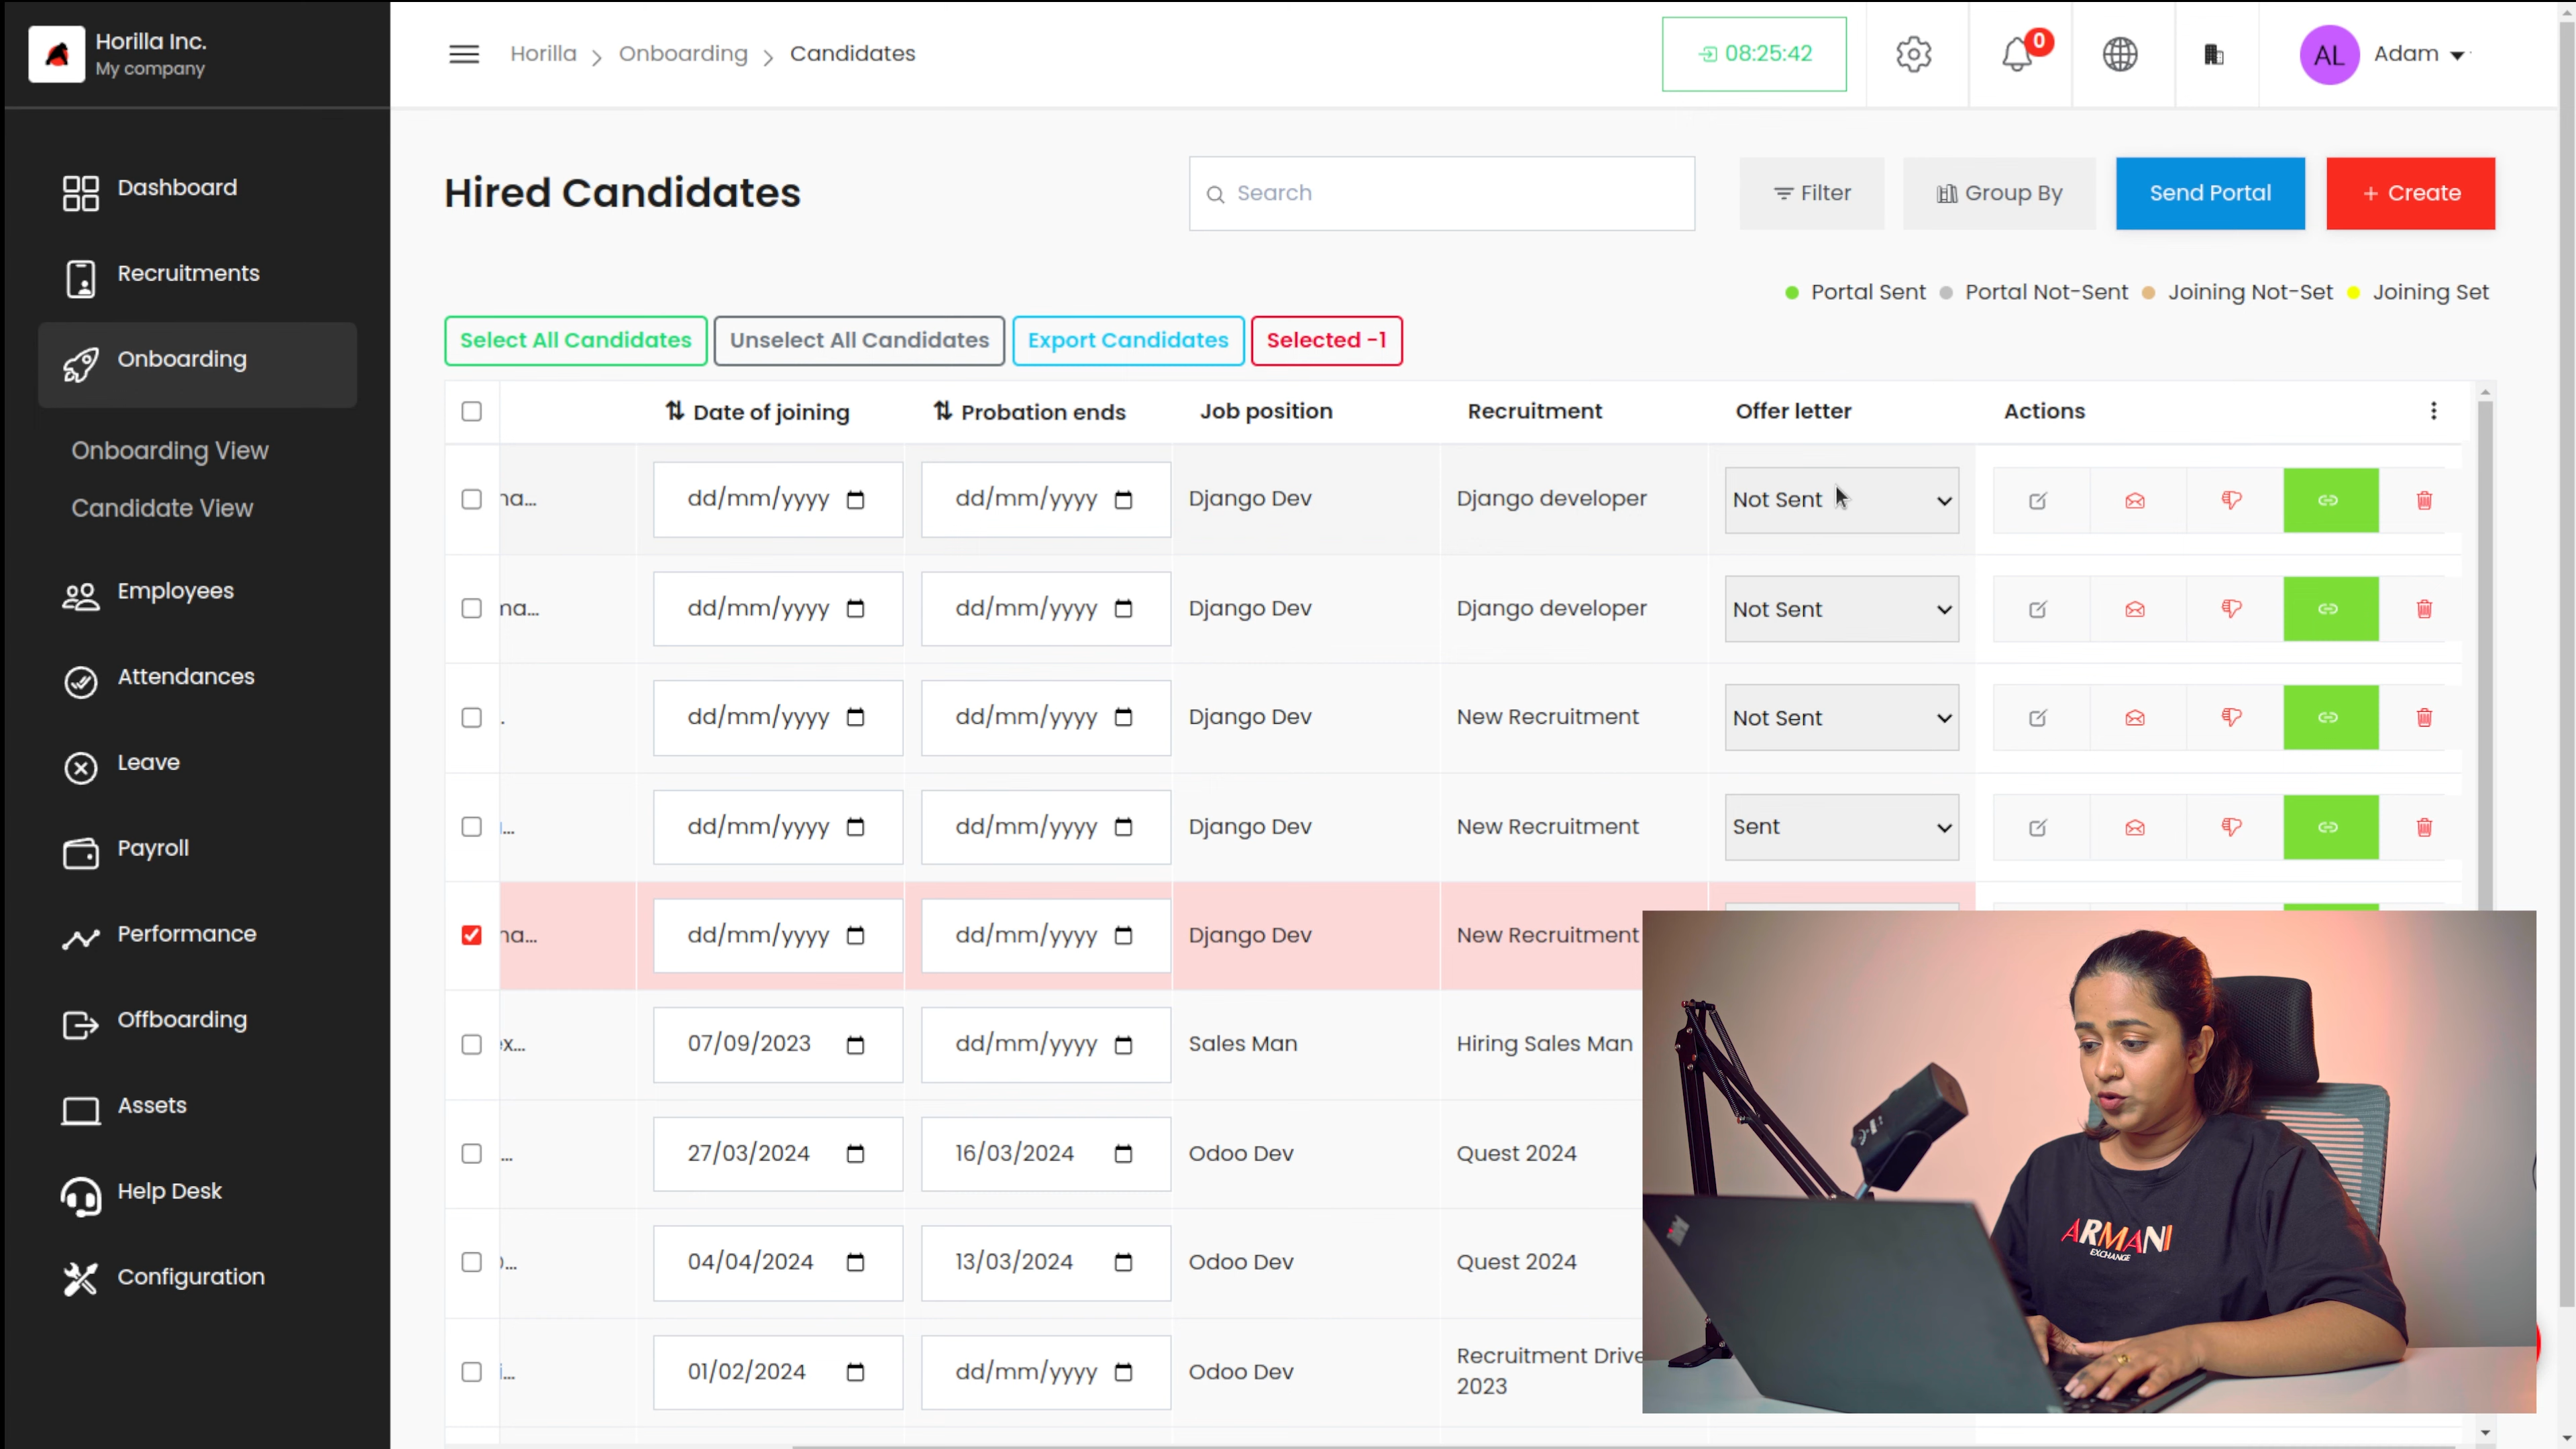 Horilla Inc.
My company
Horilla > Onboarding > Candidates
08:25:42
0
AL
Adam
Dashboard
Recruitments
Onboarding
Onboarding View
Candidate View
Employees
Attendances
Leave
Payroll
Performance
Offboarding
Assets
Help Desk
Configuration
Hired Candidates
Search
Filter
Group By
Send Portal
+ Create
Portal Sent
Portal Not-Sent
Joining Not-Set
Joining Set
Select All Candidates
Unselect All Candidates
Export Candidates
Selected -1
Date of joining Probation ends Job position Recruitment Offer letter Actions
na... dd/mm/yyyy dd/mm/yyyy Django Dev Django developer Not Sent
na... dd/mm/yyyy dd/mm/yyyy Django Dev Django developer Not Sent
. dd/mm/yyyy dd/mm/yyyy Django Dev New Recruitment Not Sent
... dd/mm/yyyy dd/mm/yyyy Django Dev New Recruitment Sent
na... dd/mm/yyyy dd/mm/yyyy Django Dev New Recruitment
x... 07/09/2023 dd/mm/yyyy Sales Man Hiring Sales Man
... 27/03/2024 16/03/2024 Odoo Dev Quest 2024
... 04/04/2024 13/03/2024 Odoo Dev Quest 2024
i... 01/02/2024 dd/mm/yyyy Odoo Dev Recruitment Drive
2023
ARMANI
EXCHANGE